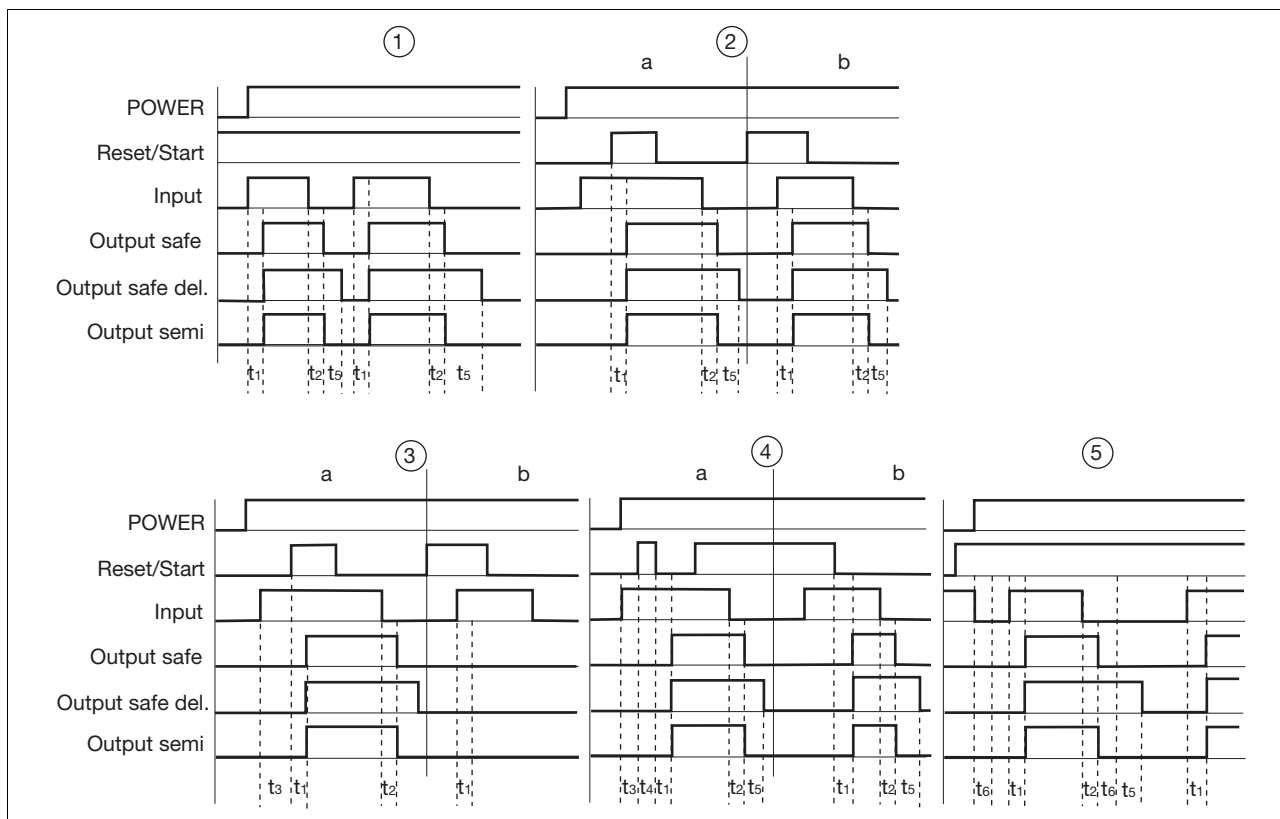 ① ②
a b
POWER
Reset/Start
Input
Output safe
Output safe del.
Output semi
t1 t2 t5 t1 t2 t5 t1 t2 t5 t1 t2 t5
③ ④ ⑤
a b a b
POWER
Reset/Start
Input
Output safe
Output safe del.
Output semi
t3 t1 t2 t1 t3 t4 t1 t2 t5 t1 t2 t5 t6 t1 t2 t6 t5 t1